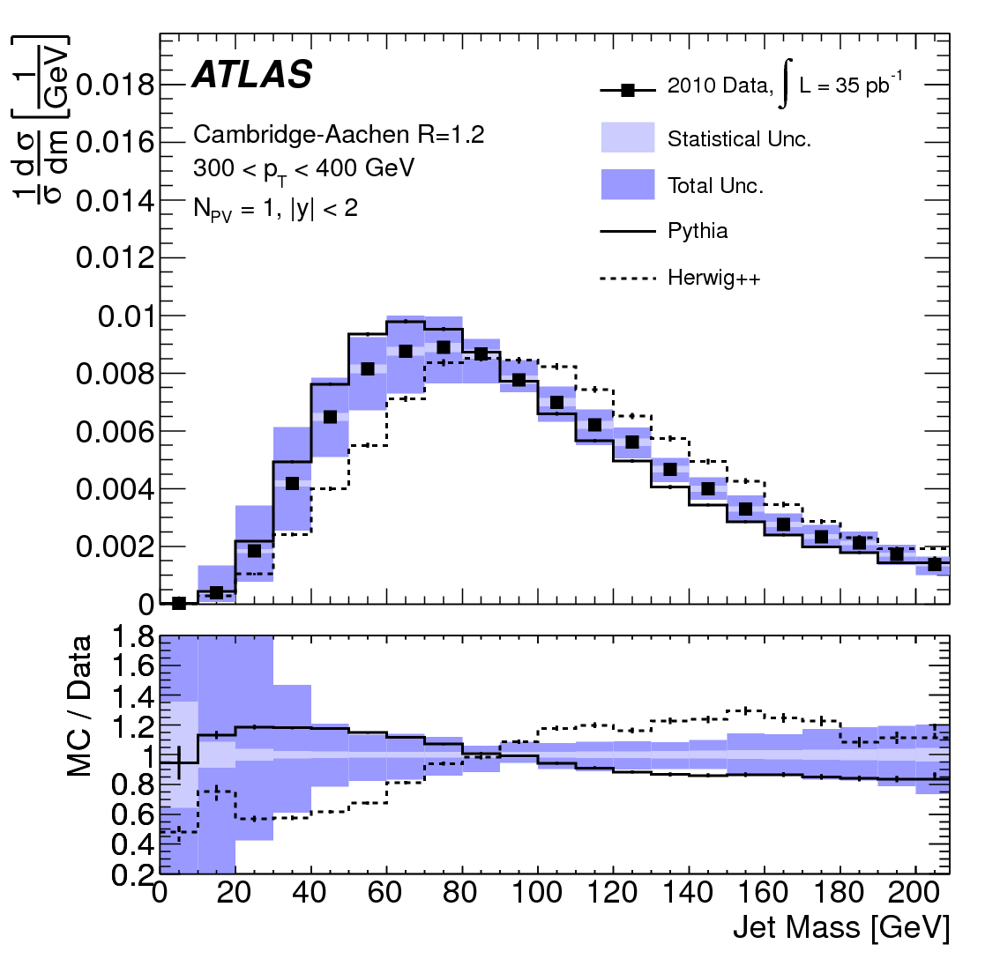 ATLAS
Cambridge-Aachen R=1.2
300 < p_T < 400 GeV
N_PV = 1, |y| < 2
2010 Data, ∫ L = 35 pb⁻¹
Statistical Unc.
Total Unc.
Pythia
Herwig++
1/σ dσ/dm [1/GeV]
0.018
0.016
0.014
0.012
0.01
0.008
0.006
0.004
0.002
0
MC / Data
1.8
1.6
1.4
1.2
1
0.8
0.6
0.4
0.2
0 20 40 60 80 100 120 140 160 180 200
Jet Mass [GeV]